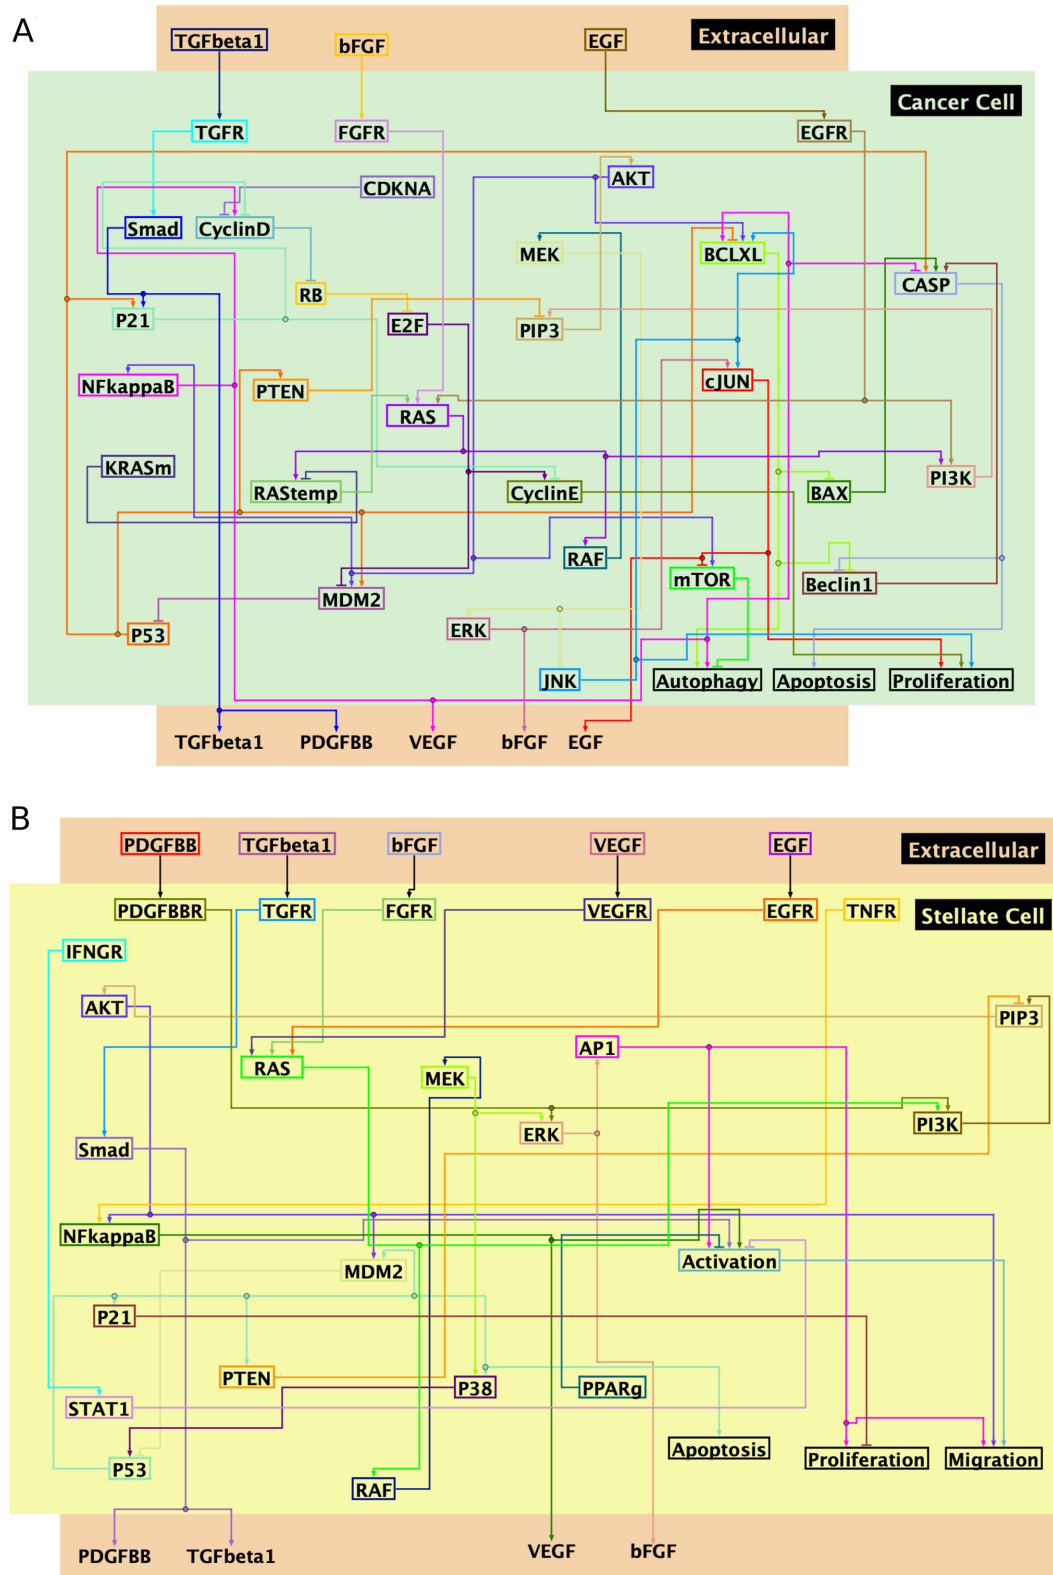 A
TGFbeta1
bFGF
EGF
Extracellular
Cancer Cell
TGFR
FGFR
EGFR
CDKNA
AKT
Smad
CyclinD
MEK
BCLXL
CASP
RB
P21
E2F
PIP3
NFkappaB
PTEN
cJUN
RAS
KRASm
RAStemp
CyclinE
BAX
PI3K
RAF
mTOR
Beclin1
MDM2
P53
ERK
JNK
Autophagy
Apoptosis
Proliferation
TGFbeta1
PDGFBB
VEGF
bFGF
EGF
B
PDGFBB
TGFbeta1
bFGF
VEGF
EGF
Extracellular
PDGFBBR
TGFR
FGFR
VEGFR
EGFR
TNFR
Stellate Cell
IFNGR
AKT
PIP3
AP1
RAS
MEK
ERK
PI3K
Smad
NFkappaB
MDM2
Activation
P21
PTEN
P38
PPARg
STAT1
P53
Apoptosis
Proliferation
Migration
RAF
PDGFBB
TGFbeta1
VEGF
bFGF